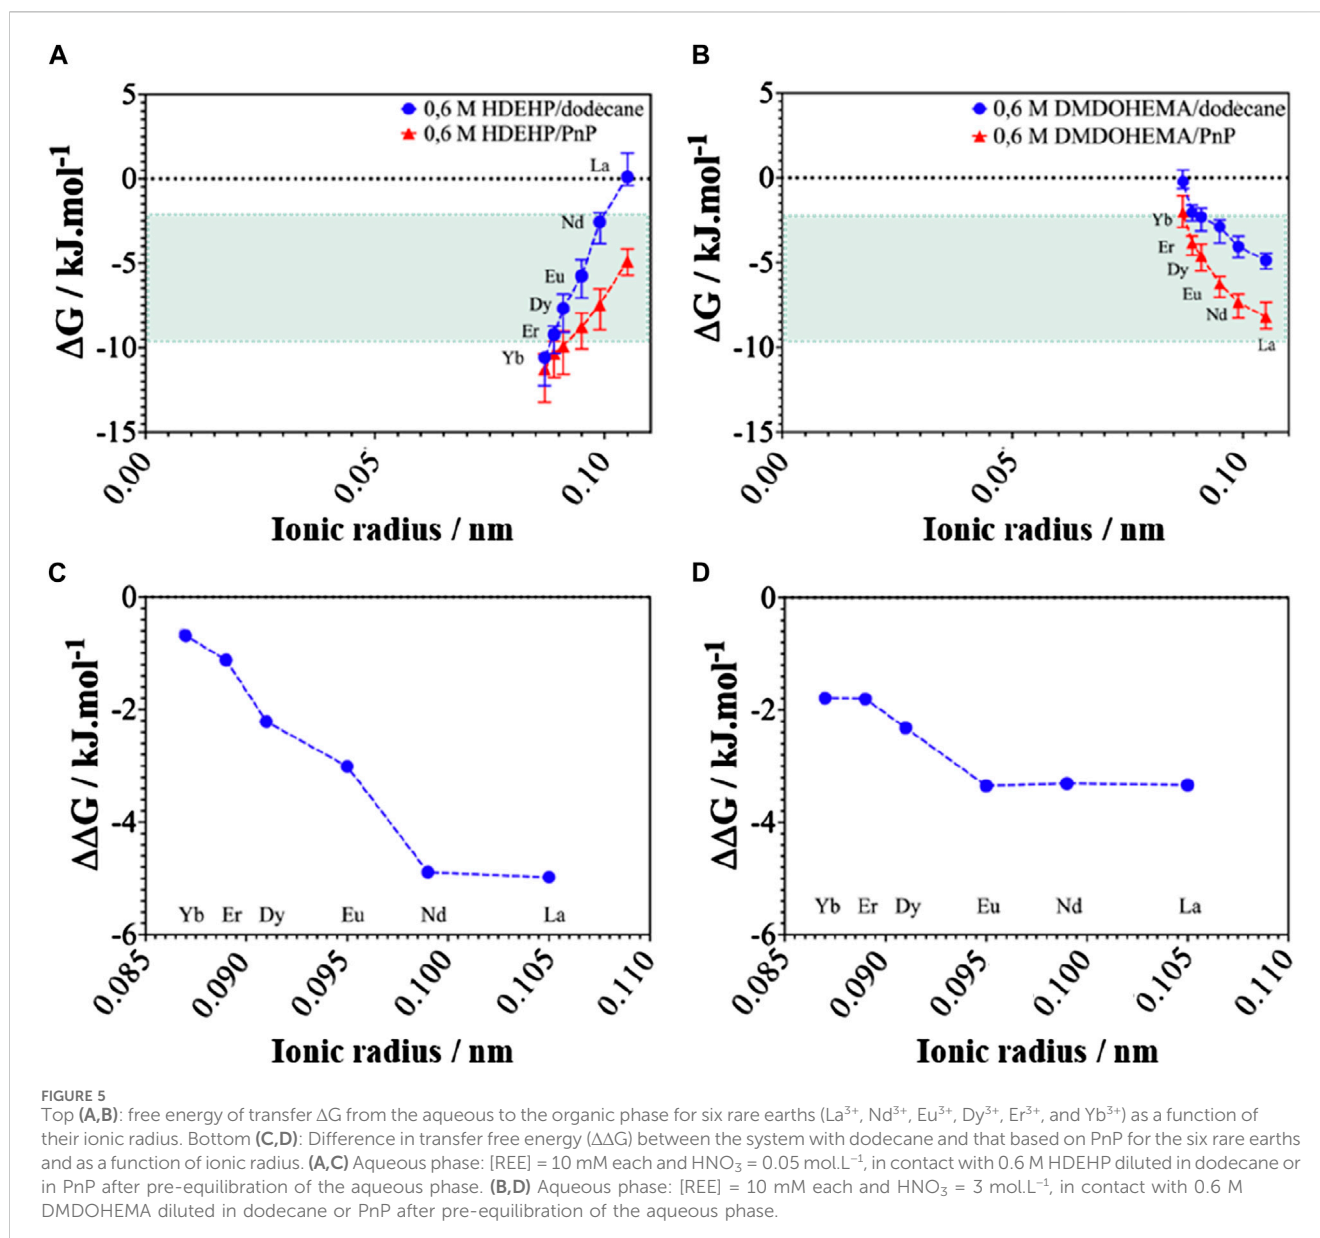 A
5
0
-5
-10
-15
ΔG / kJ.mol⁻¹
0,6 M HDEHP/dodecane
0,6 M HDEHP/PnP
La
Nd
Eu
Dy
Er
Yb
0.00
0.05
0.10
Ionic radius / nm
B
5
0
-5
-10
-15
ΔG / kJ.mol⁻¹
0,6 M DMDOHEMA/dodecane
0,6 M DMDOHEMA/PnP
Yb
Er
Dy
Eu
Nd
La
0.00
0.05
0.10
Ionic radius / nm
C
0
-2
-4
-6
ΔΔG / kJ.mol⁻¹
Yb Er Dy Eu Nd La
0.085
0.090
0.095
0.100
0.105
0.110
Ionic radius / nm
D
0
-2
-4
-6
ΔΔG / kJ.mol⁻¹
Yb Er Dy Eu Nd La
0.085
0.090
0.095
0.100
0.105
0.110
Ionic radius / nm
FIGURE 5
Top (A,B): free energy of transfer ΔG from the aqueous to the organic phase for six rare earths (La³⁺, Nd³⁺, Eu³⁺, Dy³⁺, Er³⁺, and Yb³⁺) as a function of
their ionic radius. Bottom (C,D): Difference in transfer free energy (ΔΔG) between the system with dodecane and that based on PnP for the six rare earths
and as a function of ionic radius. (A,C) Aqueous phase: [REE] = 10 mM each and HNO₃ = 0.05 mol.L⁻¹, in contact with 0.6 M HDEHP diluted in dodecane or
in PnP after pre-equilibration of the aqueous phase. (B,D) Aqueous phase: [REE] = 10 mM each and HNO₃ = 3 mol.L⁻¹, in contact with 0.6 M
DMDOHEMA diluted in dodecane or PnP after pre-equilibration of the aqueous phase.